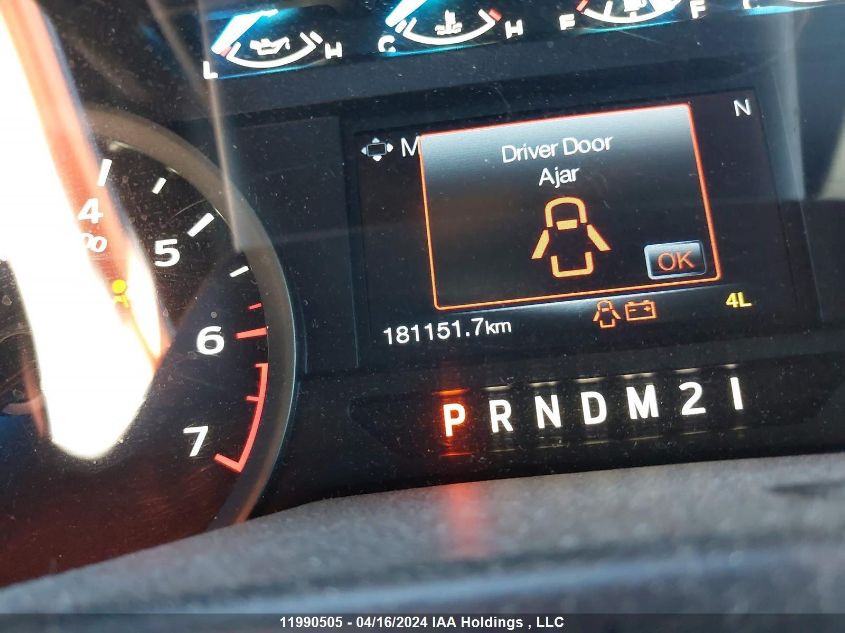 L H C H E F
N
M
Driver Door
Ajar
OK
4
5
6
7
181151.7km
4L
P R N D M 2 1
11990505 - 04/16/2024 IAA Holdings , LLC